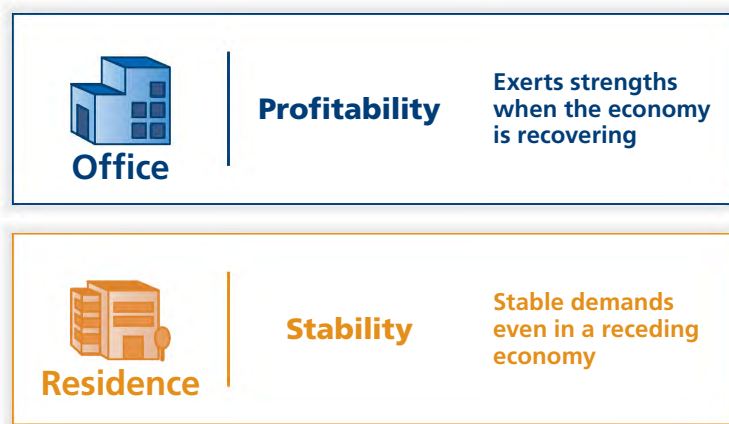 Office
Profitability
Exerts strengths
when the economy
is recovering
Residence
Stability
Stable demands
even in a receding
economy